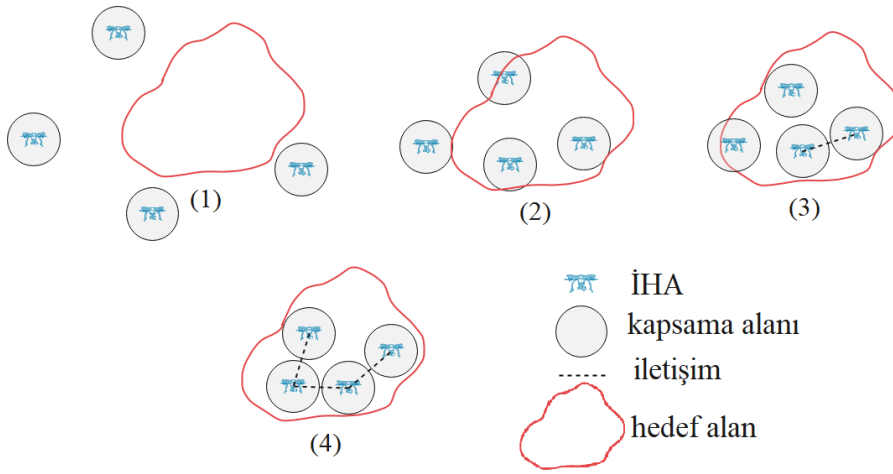 (1)
(2)
(3)
(4)
İHA
kapsama alanı
iletişim
hedef alan